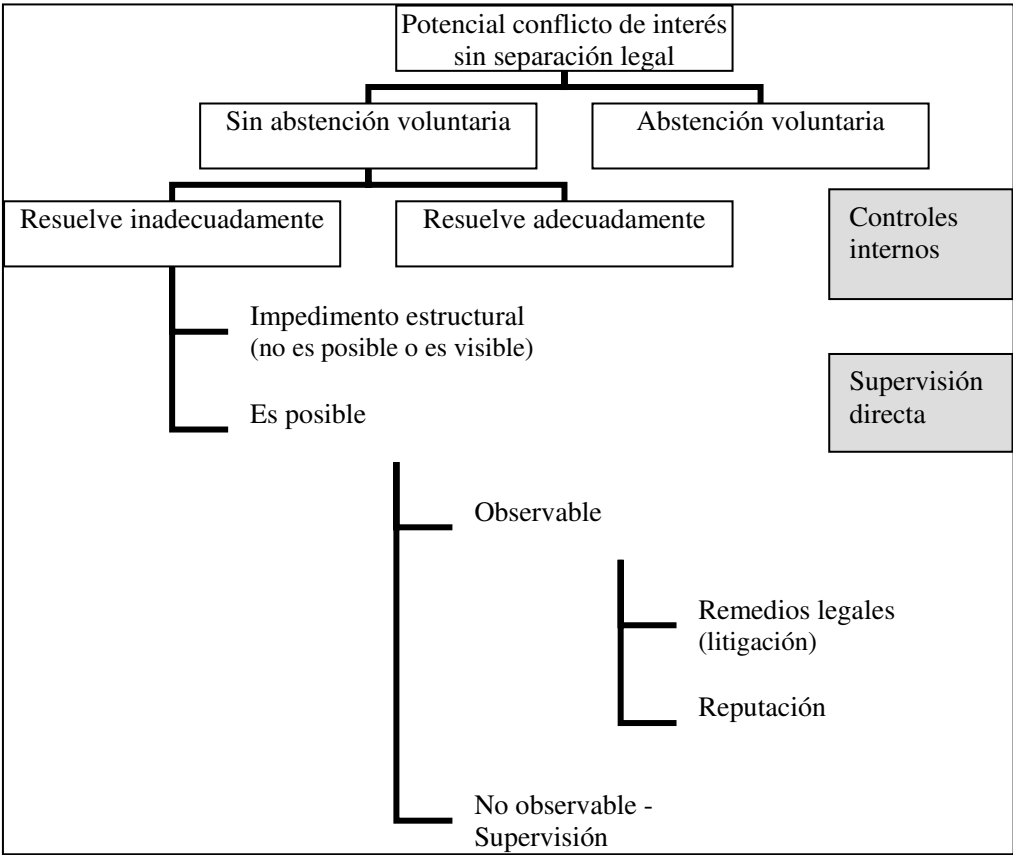 Potencial conflicto de interés
sin separación legal
Sin abstención voluntaria
Abstención voluntaria
Resuelve inadecuadamente
Resuelve adecuadamente
Controles
internos
Impedimento estructural
(no es posible o es visible)
Supervisión
directa
Es posible
Observable
Remedios legales
(litigación)
Reputación
No observable -
Supervisión